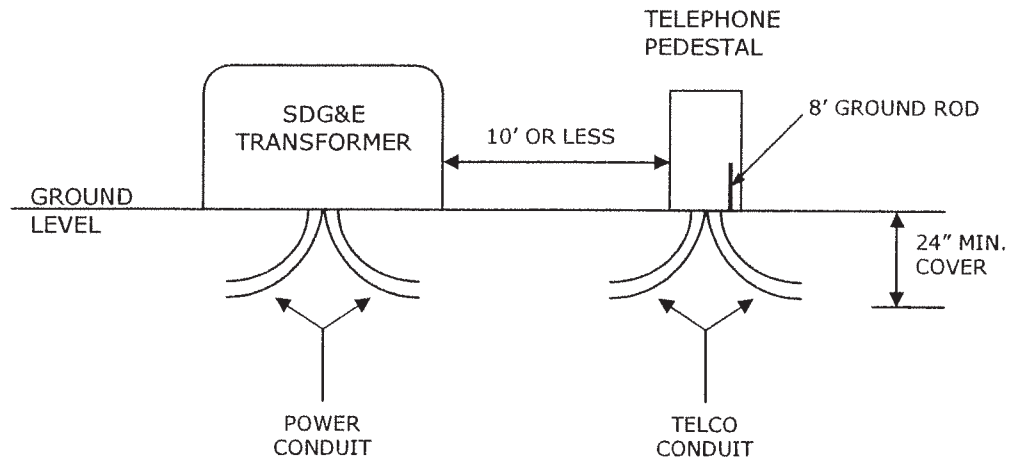 TELEPHONE
PEDESTAL
SDG&E
TRANSFORMER
10' OR LESS
8' GROUND ROD
GROUND
LEVEL
24" MIN.
COVER
POWER
CONDUIT
TELCO
CONDUIT